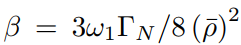 β = 3ω₁Γ_N/8 (ρ̄)²